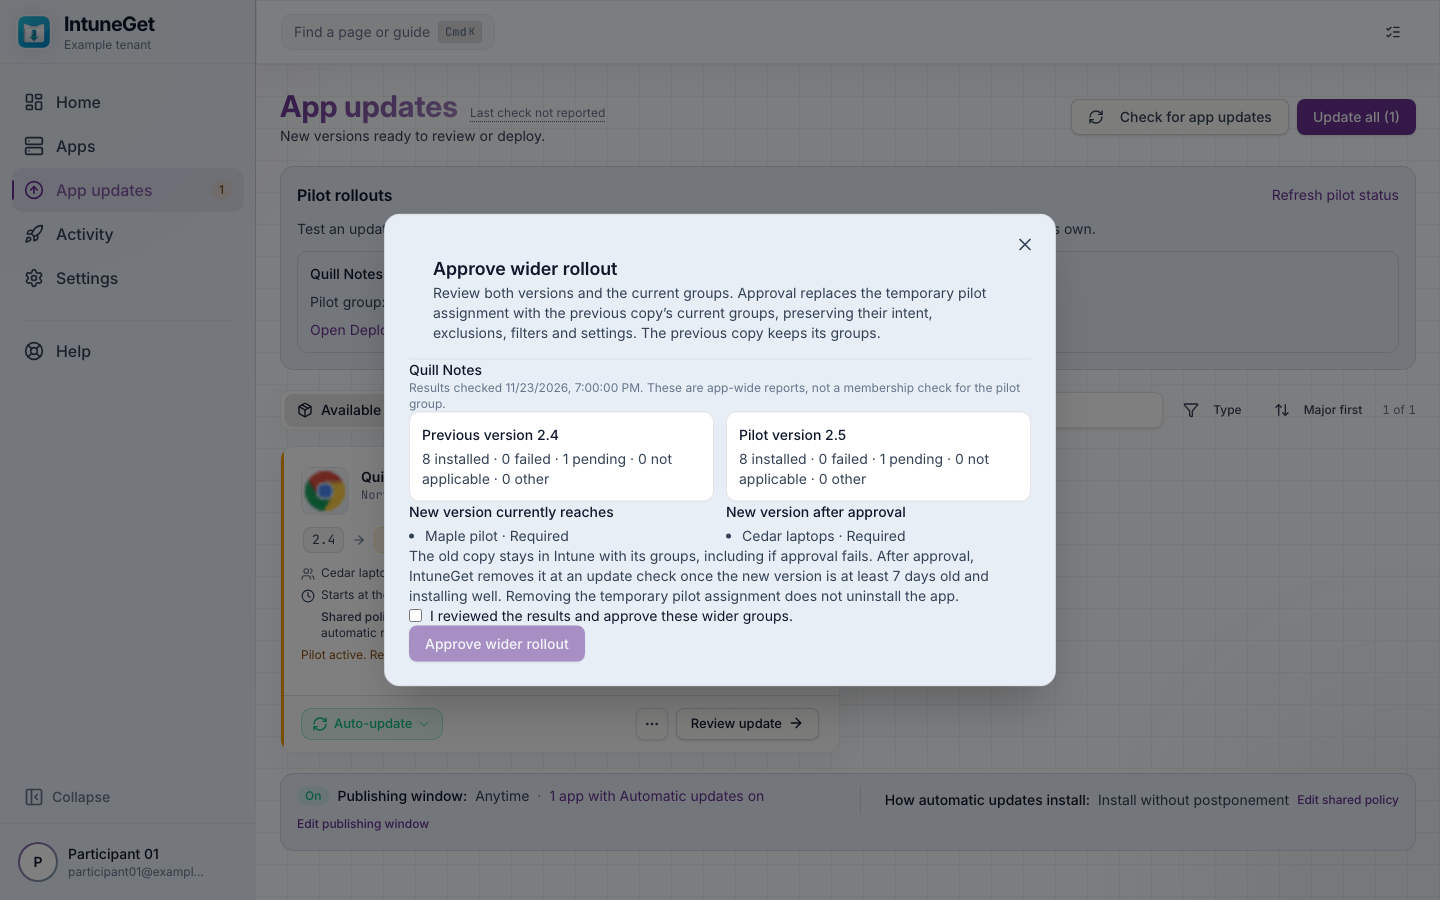 IntuneGet
Example tenant
Find a page or guide Cmd K
Home
Apps
App updates 1
Activity
Settings
Help
Collapse
P
Participant 01
participant01@exampl...
App updates Last check not reported
New versions ready to review or deploy.
Check for app updates
Update all (1)
Pilot rollouts
Refresh pilot status
Test an
own.
Quill Notes
Pilot group:
Open
Available
Type
Major first
1 of 1
2.4
Cedar
Starts at
Shared
automatic
Pilot active.
Auto-update
Review update
On Publishing window: Anytime · 1 app with Automatic updates on
Edit publishing window
How automatic updates install: Install without postponement Edit shared policy
Approve wider rollout
Review both versions and the current groups. Approval replaces the temporary pilot
assignment with the previous copy's current groups, preserving their intent,
exclusions, filters and settings. The previous copy keeps its groups.
Quill Notes
Results checked 11/23/2026, 7:00:00 PM. These are app-wide reports, not a membership check for the pilot
group.
Previous version 2.4
8 installed · 0 failed · 1 pending · 0 not
applicable · 0 other
Pilot version 2.5
8 installed · 0 failed · 1 pending · 0 not
applicable · 0 other
New version currently reaches
• Maple pilot · Required
New version after approval
• Cedar laptops · Required
The old copy stays in Intune with its groups, including if approval fails. After approval,
IntuneGet removes it at an update check once the new version is at least 7 days old and
installing well. Removing the temporary pilot assignment does not uninstall the app.
I reviewed the results and approve these wider groups.
Approve wider rollout